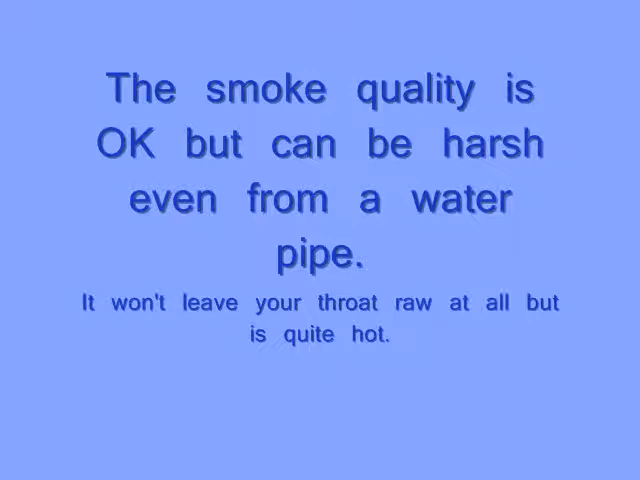 The smoke quality is
OK but can be harsh
even from a water
pipe.
It won't leave your throat raw at all but
is quite hot.